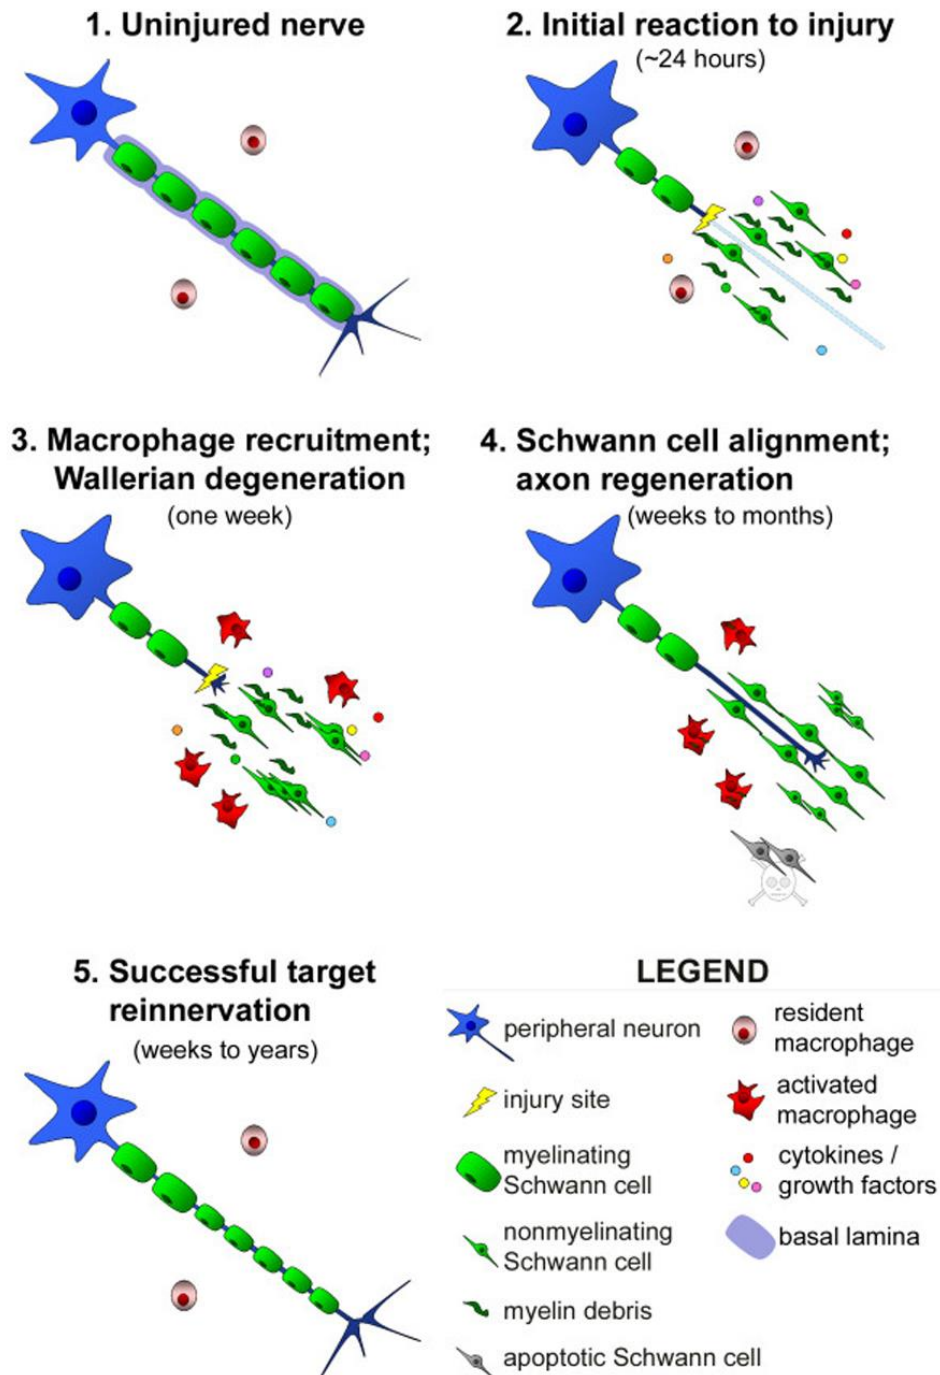 1. Uninjured nerve
2. Initial reaction to injury
(~24 hours)
3. Macrophage recruitment;
Wallerian degeneration
(one week)
4. Schwann cell alignment;
axon regeneration
(weeks to months)
5. Successful target
reinnervation
(weeks to years)
LEGEND
peripheral neuron
injury site
myelinating
Schwann cell
nonmyelinating
Schwann cell
myelin debris
apoptotic Schwann cell
resident
macrophage
activated
macrophage
cytokines /
growth factors
basal lamina